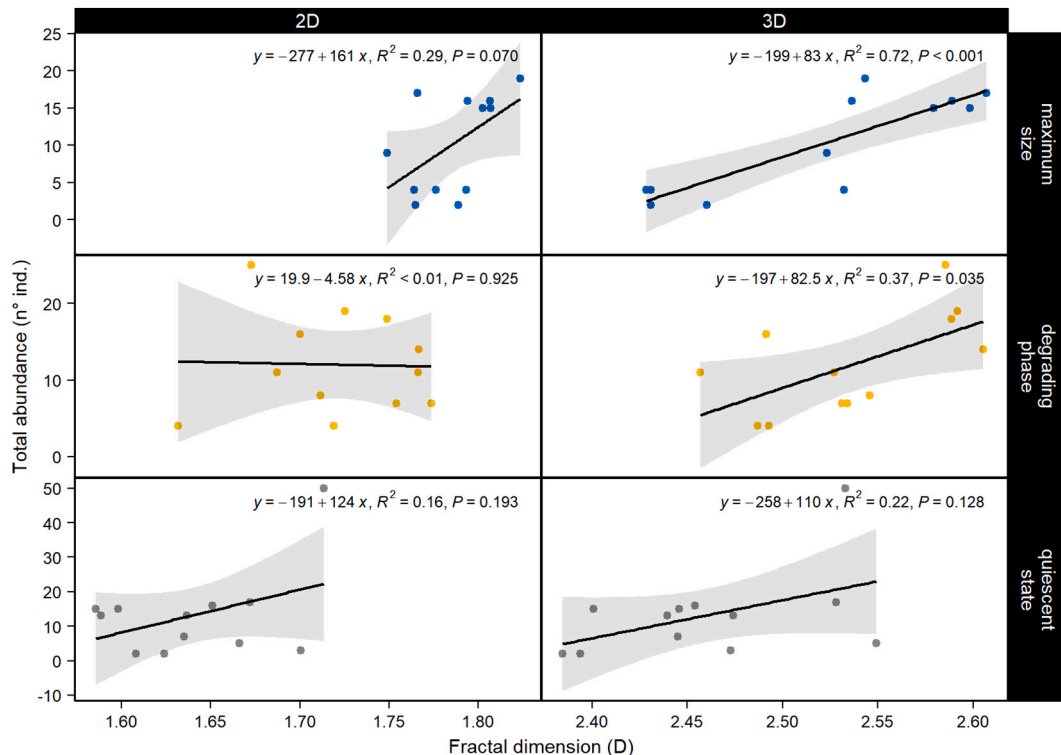 2D 3D
25
20
15
10
5
0
y = −277 + 161 x, R² = 0.29, P = 0.070
y = −199 + 83 x, R² = 0.72, P < 0.001
maximum
size
20
10
0
y = 19.9 − 4.58 x, R² < 0.01, P = 0.925
y = −197 + 82.5 x, R² = 0.37, P = 0.035
degrading
phase
50
40
30
20
10
0
-10
y = −191 + 124 x, R² = 0.16, P = 0.193
y = −258 + 110 x, R² = 0.22, P = 0.128
quiescent
state
Total abundance (n° ind.)
1.60 1.65 1.70 1.75 1.80 2.40 2.45 2.50 2.55 2.60
Fractal dimension (D)